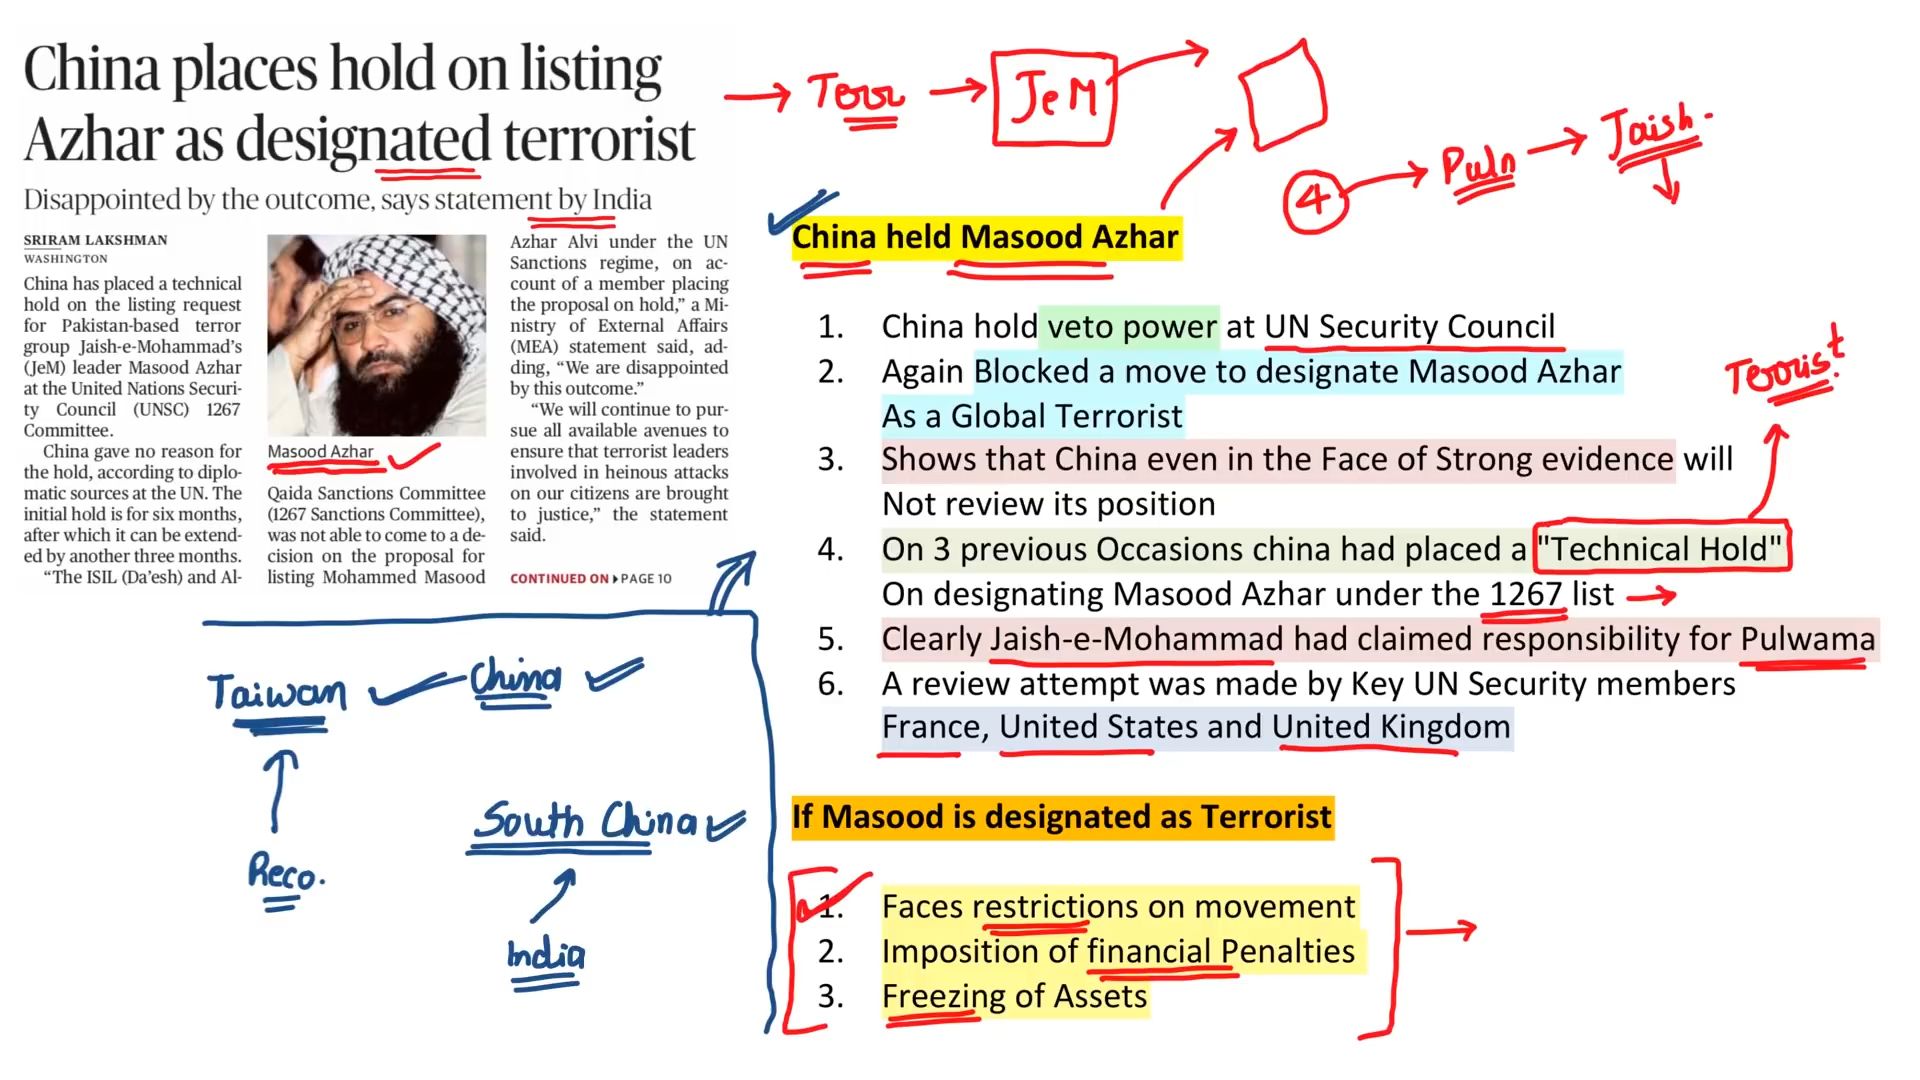 China places hold on listing
Azhar as designated terrorist
Disappointed by the outcome, says statement by India
SRIRAM LAKSHMAN
WASHINGTON
China has placed a technical
hold on the listing request
for Pakistan-based terror
group Jaish-e-Mohammad's
(JeM) leader Masood Azhar
at the United Nations Securi-
ty Council (UNSC) 1267
Committee.
China gave no reason for
the hold, according to diplo-
matic sources at the UN. The
initial hold is for six months,
after which it can be extend-
ed by another three months.
"The ISIL (Da'esh) and Al-
Masood Azhar
Qaida Sanctions Committee
(1267 Sanctions Committee),
was not able to come to a de-
cision on the proposal for
listing Mohammed Masood
Azhar Alvi under the UN
Sanctions regime, on ac-
count of a member placing
the proposal on hold," a Mi-
nistry of External Affairs
(MEA) statement said, ad-
ding, "We are disappointed
by this outcome."
"We will continue to pur-
sue all available avenues to
ensure that terrorist leaders
involved in heinous attacks
on our citizens are brought
to justice," the statement
said.
CONTINUED ON PAGE 10
Terr JeM
4 Pulw Jaish.
China held Masood Azhar
1. China hold veto power at UN Security Council
2. Again Blocked a move to designate Masood Azhar
As a Global Terrorist
3. Shows that China even in the Face of Strong evidence will
Not review its position
4. On 3 previous Occasions china had placed a "Technical Hold"
On designating Masood Azhar under the 1267 list
5. Clearly Jaish-e-Mohammad had claimed responsibility for Pulwama
6. A review attempt was made by Key UN Security members
France, United States and United Kingdom
Terrorist.
If Masood is designated as Terrorist
1. Faces restrictions on movement
2. Imposition of financial Penalties
3. Freezing of Assets
Taiwan China
South China
Reco.
India